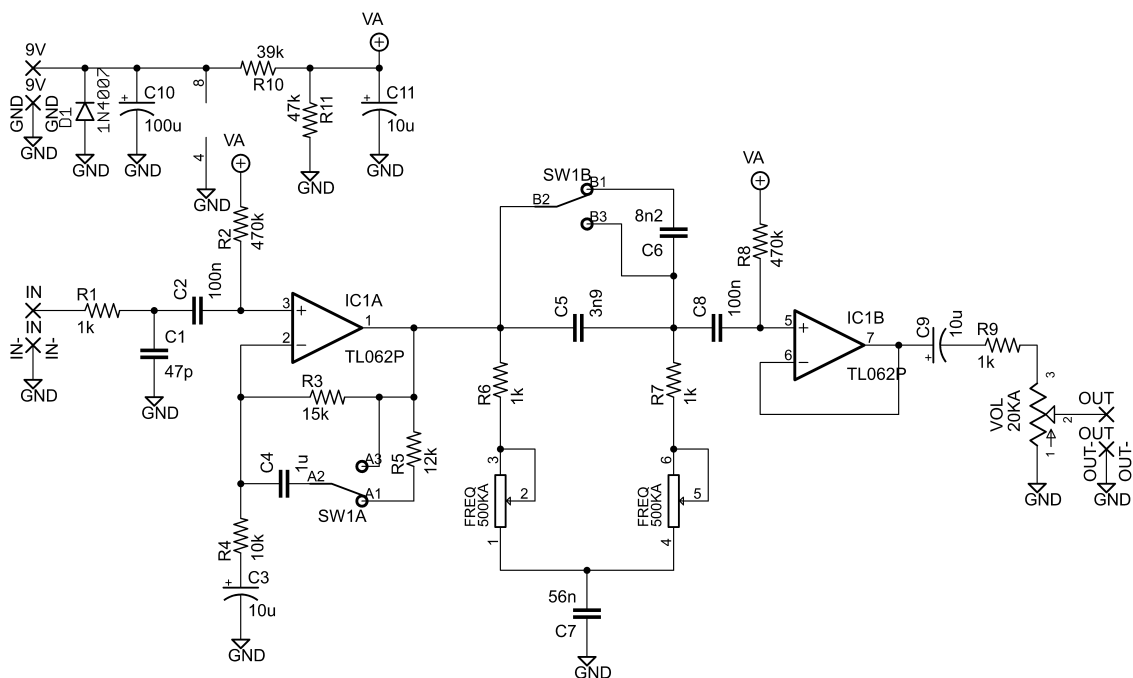 VA
9V
39k
R10
9V
GND
GND
D1
1N4007
C10
100u
8
4
47k
R11
C11
10u
GND
GND
GND
GND
GND
GND
VA
R2
470k
SW1B
B1
B2
B3
8n2
C6
VA
R8
470k
IN
IN
IN-
IN-
GND
R1
1k
C1
47p
GND
C2
100n
3
2
1
IC1A
TL062P
R3
15k
C4
1u
A2
A3
A1
SW1A
R5
12k
R4
10k
C3
10u
GND
C5
3n9
C8
100n
5
6
7
IC1B
TL062P
C9
10u
R9
1k
R6
1k
R7
1k
3
FREQ
500KA
2
1
6
FREQ
500KA
5
4
56n
C7
GND
VOL
20KA
3
2
1
GND
OUT
OUT
OUT-
OUT-
GND